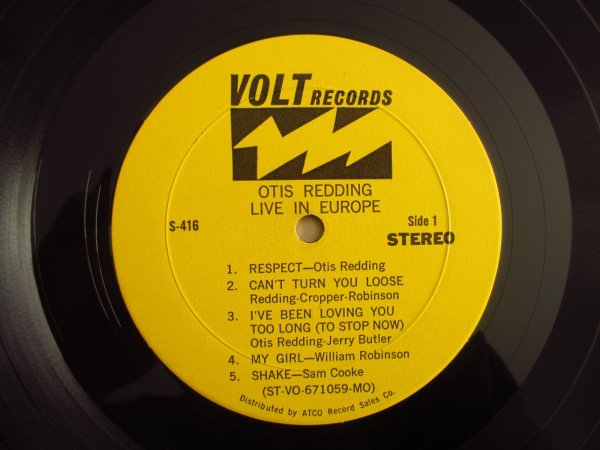 VOLT RECORDS
OTIS REDDING
LIVE IN EUROPE
S-416
Side 1
STEREO
1. RESPECT—Otis Redding
2. CAN'T TURN YOU LOOSE
Redding-Cropper-Robinson
3. I'VE BEEN LOVING YOU
TOO LONG (TO STOP NOW)
Otis Redding-Jerry Butler
4. MY GIRL—William Robinson
5. SHAKE—Sam Cooke
(ST-VO-671059-MO)
Distributed by ATCO Record Sales Co.